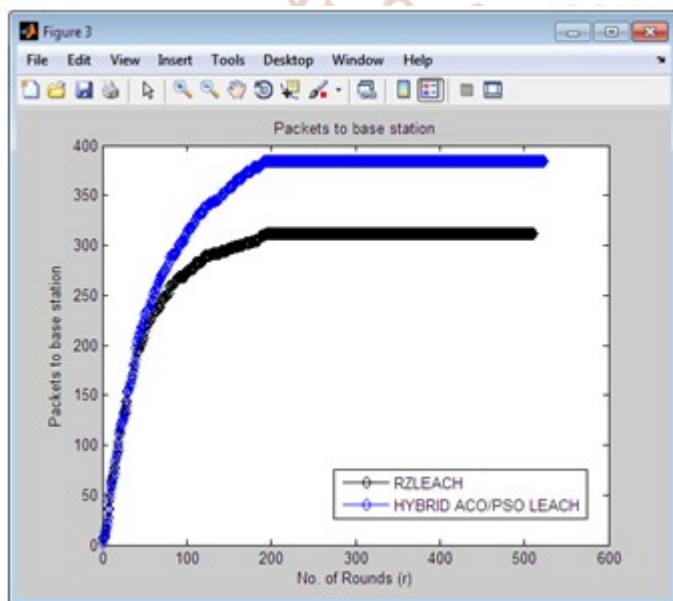 Figure 3
File Edit View Insert Tools Desktop Window Help
Packets to base station
400
350
300
250
200
150
100
50
0
Packets to base station
0 100 200 300 400 500 600
No. of Rounds (r)
RZLEACH
HYBRID ACO/PSO LEACH